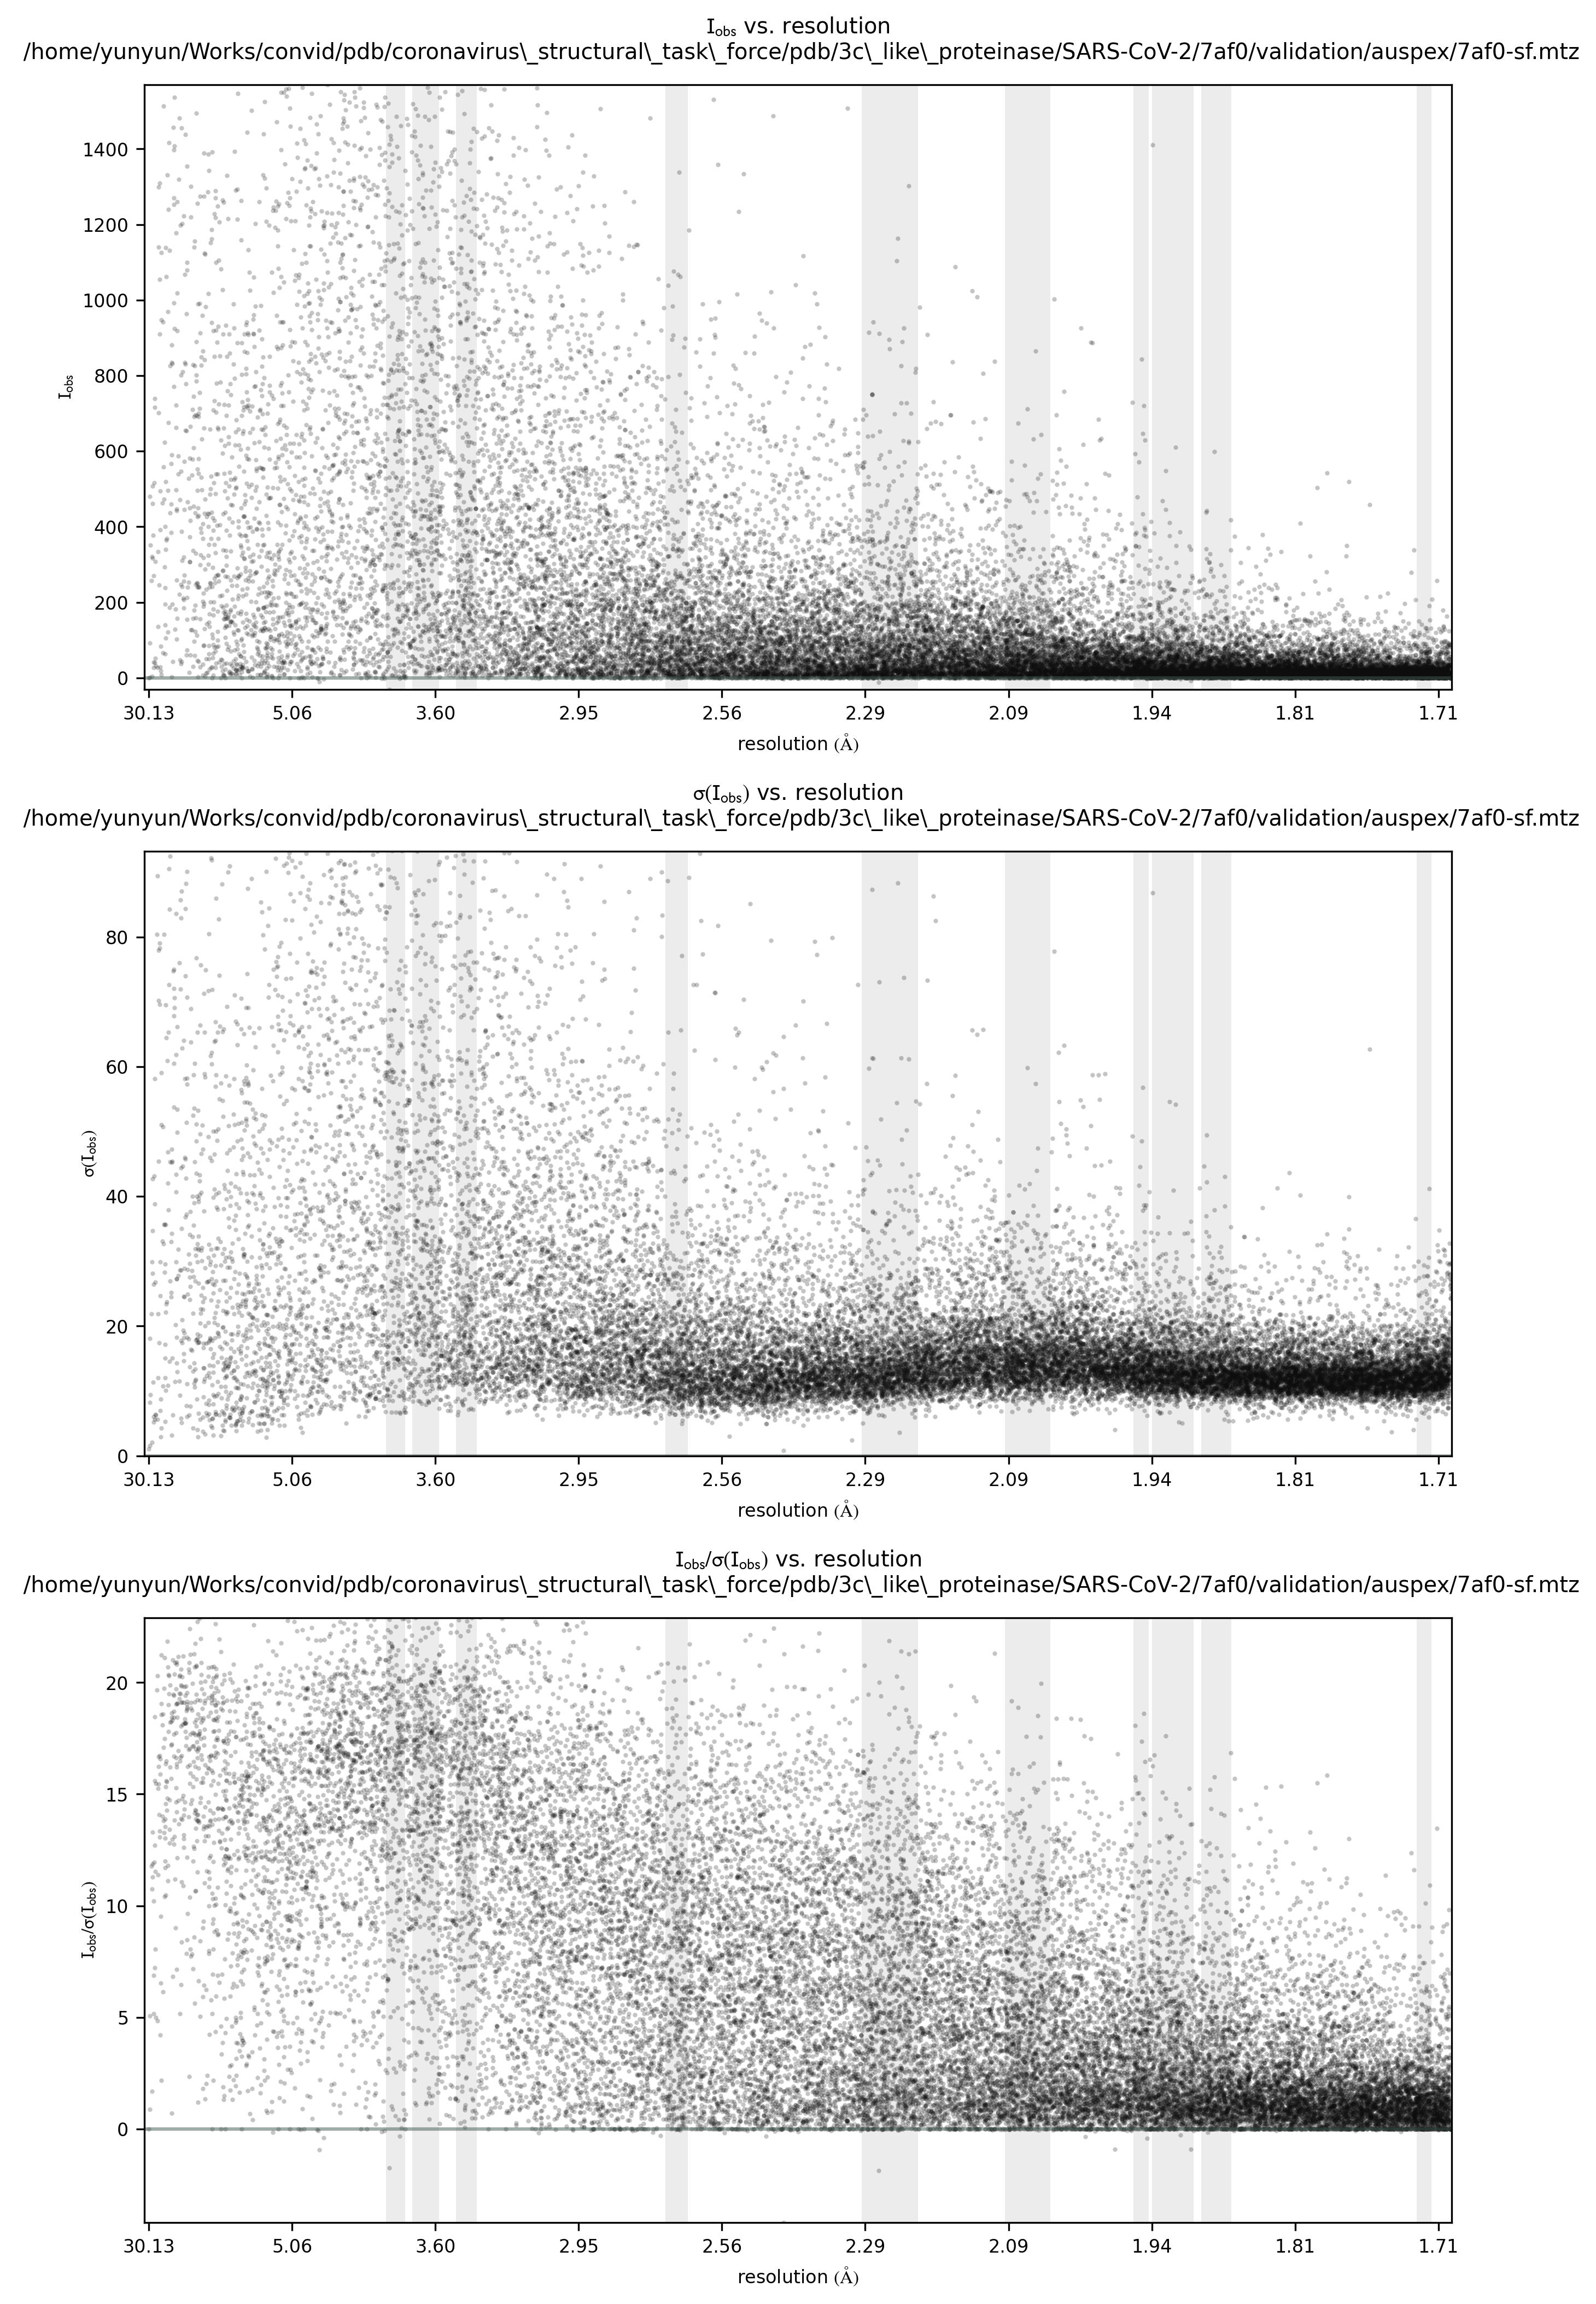 Iobs vs. resolution
/home/yunyun/Works/convid/pdb/coronavirus\_structural\_task\_force/pdb/3c\_like\_proteinase/SARS-CoV-2/7af0/validation/auspex/7af0-sf.mtz
1400
1200
1000
800
600
400
200
0
Iobs
30.13 5.06 3.60 2.95 2.56 2.29 2.09 1.94 1.81 1.71
resolution (Å)
σ(Iobs) vs. resolution
/home/yunyun/Works/convid/pdb/coronavirus\_structural\_task\_force/pdb/3c\_like\_proteinase/SARS-CoV-2/7af0/validation/auspex/7af0-sf.mtz
80
60
40
20
0
σ(Iobs)
30.13 5.06 3.60 2.95 2.56 2.29 2.09 1.94 1.81 1.71
resolution (Å)
Iobs/σ(Iobs) vs. resolution
/home/yunyun/Works/convid/pdb/coronavirus\_structural\_task\_force/pdb/3c\_like\_proteinase/SARS-CoV-2/7af0/validation/auspex/7af0-sf.mtz
20
15
10
5
0
Iobs/σ(Iobs)
30.13 5.06 3.60 2.95 2.56 2.29 2.09 1.94 1.81 1.71
resolution (Å)